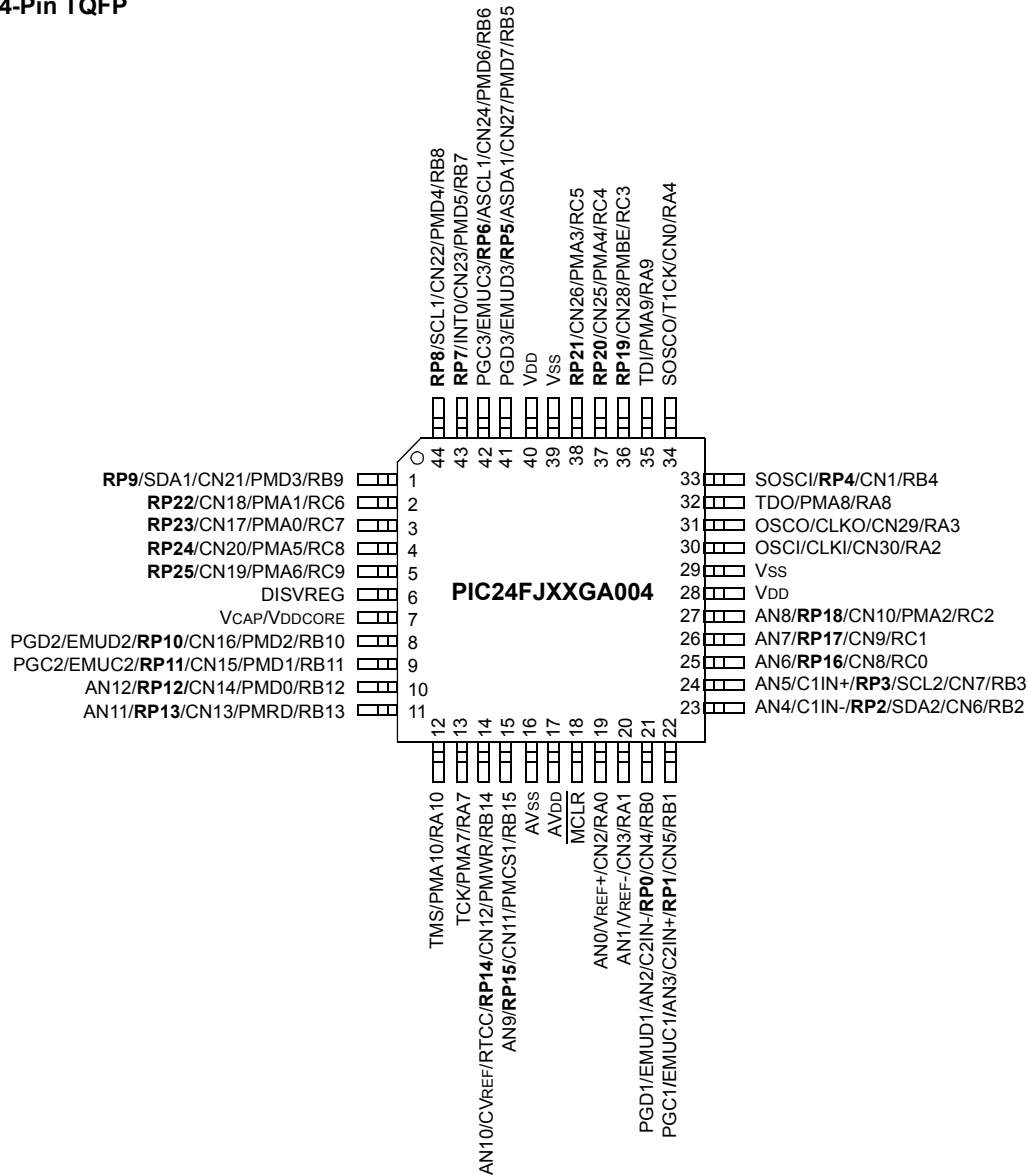 4-Pin TQFP
RP8/SCL1/CN22/PMD4/RB8
RP7/INT0/CN23/PMD5/RB7
PGC3/EMUC3/RP6/ASCL1/CN24/PMD6/RB6
PGD3/EMUD3/RP5/ASDA1/CN27/PMD7/RB5
VDD
VSS
RP21/CN26/PMA3/RC5
RP20/CN25/PMA4/RC4
RP19/CN28/PMBE/RC3
TDI/PMA9/RA9
SOSCO/T1CK/CN0/RA4
44
43
42
41
40
39
38
37
36
35
34
RP9/SDA1/CN21/PMD3/RB9 1
RP22/CN18/PMA1/RC6 2
RP23/CN17/PMA0/RC7 3
RP24/CN20/PMA5/RC8 4
RP25/CN19/PMA6/RC9 5
DISVREG 6
VCAP/VDDCORE 7
PGD2/EMUD2/RP10/CN16/PMD2/RB10 8
PGC2/EMUC2/RP11/CN15/PMD1/RB11 9
AN12/RP12/CN14/PMD0/RB12 10
AN11/RP13/CN13/PMRD/RB13 11
PIC24FJXXGA004
33 SOSCI/RP4/CN1/RB4
32 TDO/PMA8/RA8
31 OSCO/CLKO/CN29/RA3
30 OSCI/CLKI/CN30/RA2
29 VSS
28 VDD
27 AN8/RP18/CN10/PMA2/RC2
26 AN7/RP17/CN9/RC1
25 AN6/RP16/CN8/RC0
24 AN5/C1IN+/RP3/SCL2/CN7/RB3
23 AN4/C1IN-/RP2/SDA2/CN6/RB2
12
13
14
15
16
17
18
19
20
21
22
TMS/PMA10/RA10
TCK/PMA7/RA7
AN10/CVREF/RTCC/RP14/CN12/PMWR/RB14
AN9/RP15/CN11/PMCS1/RB15
AVSS
AVDD
MCLR
AN0/VREF+/CN2/RA0
AN1/VREF-/CN3/RA1
PGD1/EMUD1/AN2/C2IN-/RP0/CN4/RB0
PGC1/EMUC1/AN3/C2IN+/RP1/CN5/RB1